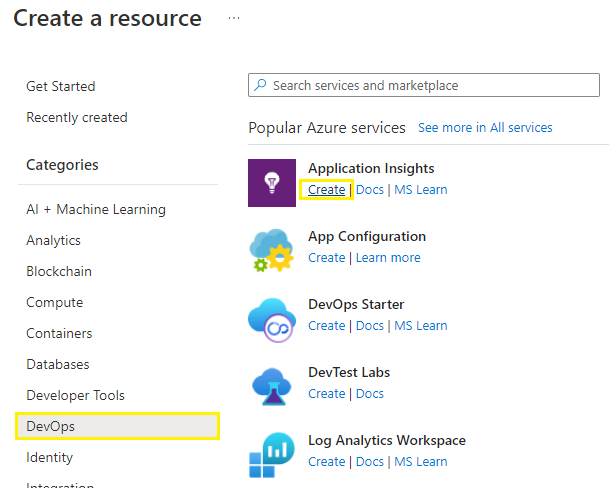 Create a resource ...
Get Started
Recently created
Categories
AI + Machine Learning
Analytics
Blockchain
Compute
Containers
Databases
Developer Tools
DevOps
Identity
Integration
Search services and marketplace
Popular Azure services See more in All services
Application Insights
Create | Docs | MS Learn
App Configuration
Create | Learn more
DevOps Starter
Create | Docs | MS Learn
DevTest Labs
Create | Docs
Log Analytics Workspace
Create | Docs | MS Learn